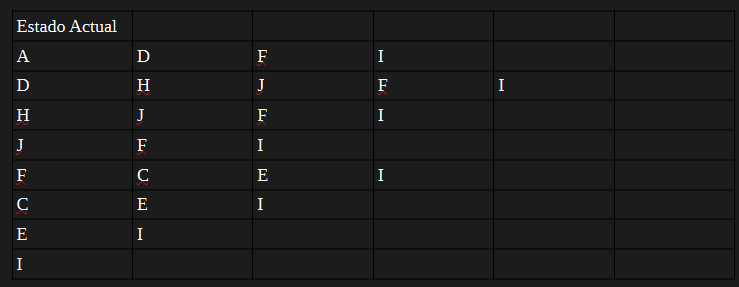 Estado Actual
A D F I
D H J F I
H J F I
J F I
F C E I
C E I
E I
I